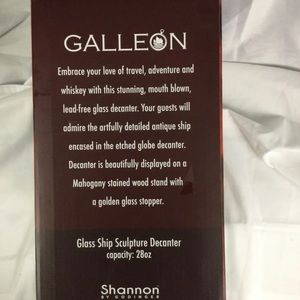 GALLEON
Embrace your love of travel, adventure and
whiskey with this stunning, mouth blown,
lead-free glass decanter. Your guests will
admire the artfully detailed antique ship
encased in the etched globe decanter.
Decanter is beautifully displayed on a
Mahogany stained wood stand with
a golden glass stopper.
Glass Ship Sculpture Decanter
capacity: 28oz
Shannon
BY GODINGER